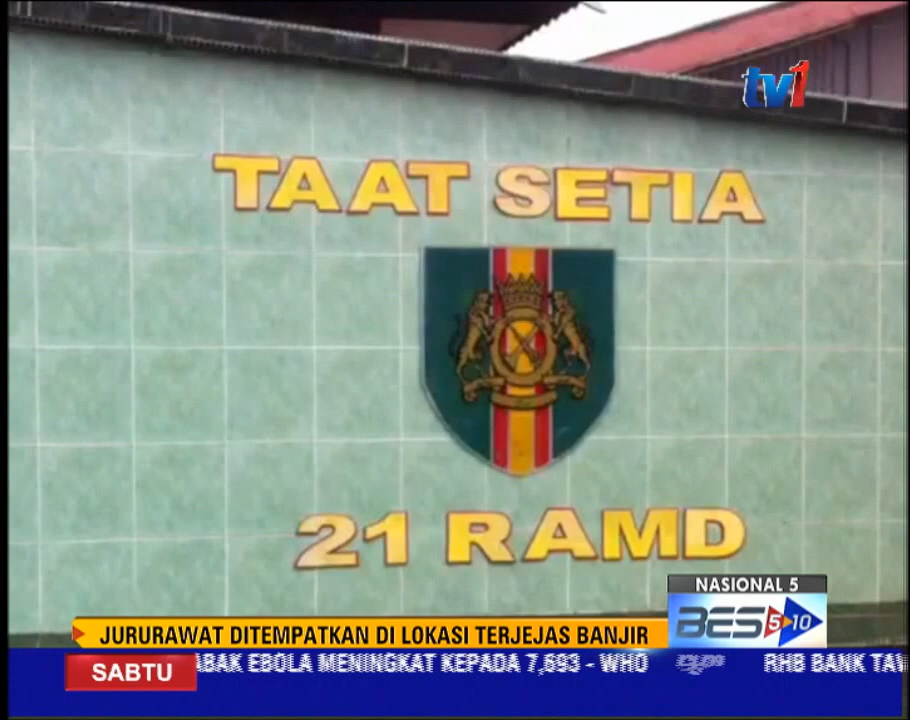 tv1
TAAT SETIA
21 RAMD
NASIONAL 5
BES 5>10
JURURAWAT DITEMPATKAN DI LOKASI TERJEJAS BANJIR
SABTU
ABAK EBOLA MENINGKAT KEPADA 7,693 - WHO
RHB BANK TAW